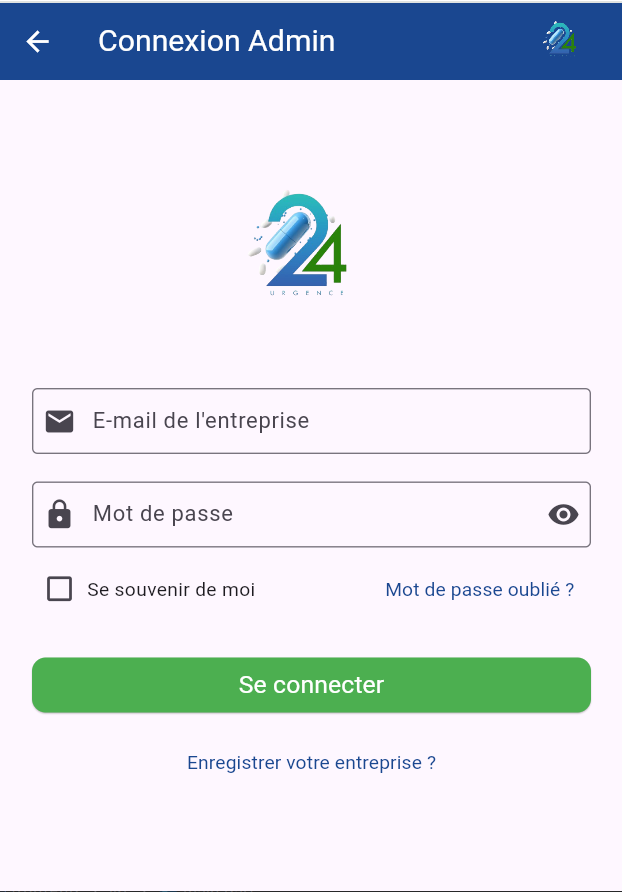 Connexion Admin
24
URGENCE
E-mail de l'entreprise
Mot de passe
Se souvenir de moi
Mot de passe oublié ?
Se connecter
Enregistrer votre entreprise ?